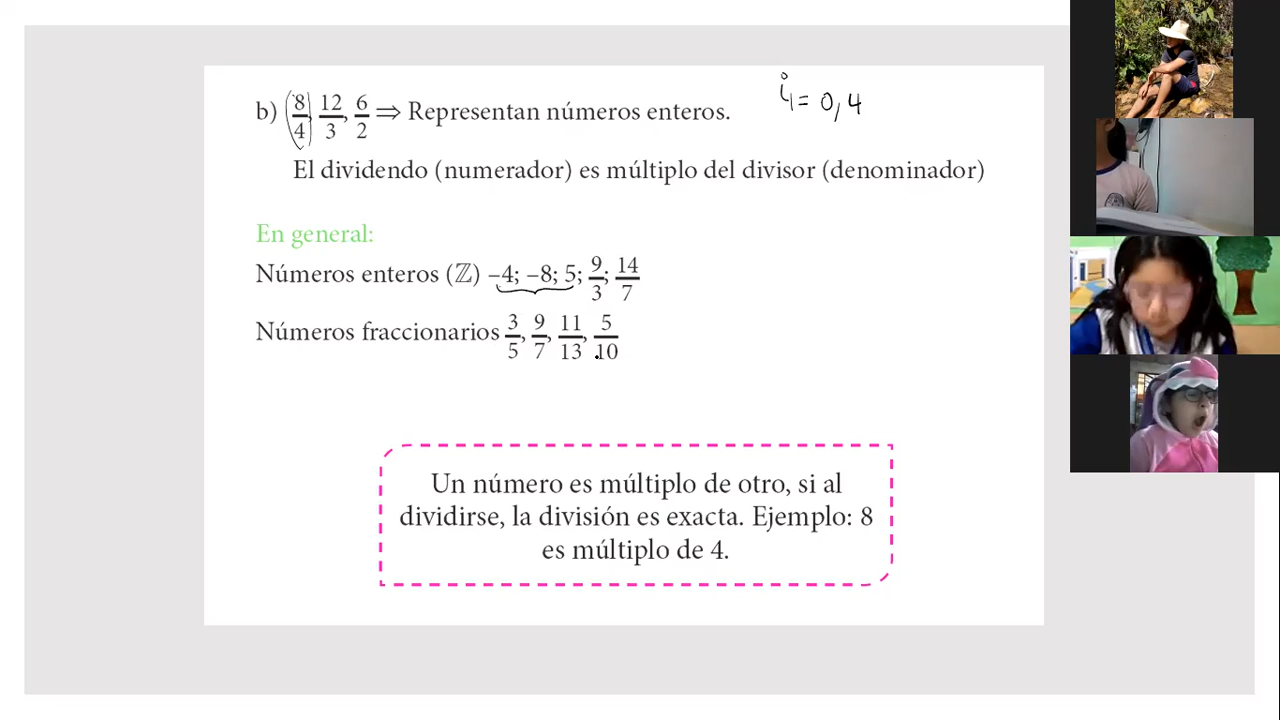 b) 8/4, 12/3, 6/2 ⇒ Representan números enteros.
4̊ = 0, 4
El dividendo (numerador) es múltiplo del divisor (denominador)
En general:
Números enteros (ℤ) –4; –8; 5; 9/3; 14/7
Números fraccionarios 3/5, 9/7, 11/13, 5/10
Un número es múltiplo de otro, si al
dividirse, la división es exacta. Ejemplo: 8
es múltiplo de 4.